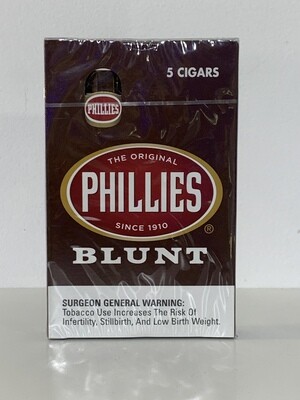 5 CIGARS
PHILLIES
THE ORIGINAL
PHILLIES
SINCE 1910
®
BLUNT
SURGEON GENERAL WARNING:
Tobacco Use Increases The Risk Of
Infertility, Stillbirth, And Low Birth Weight.